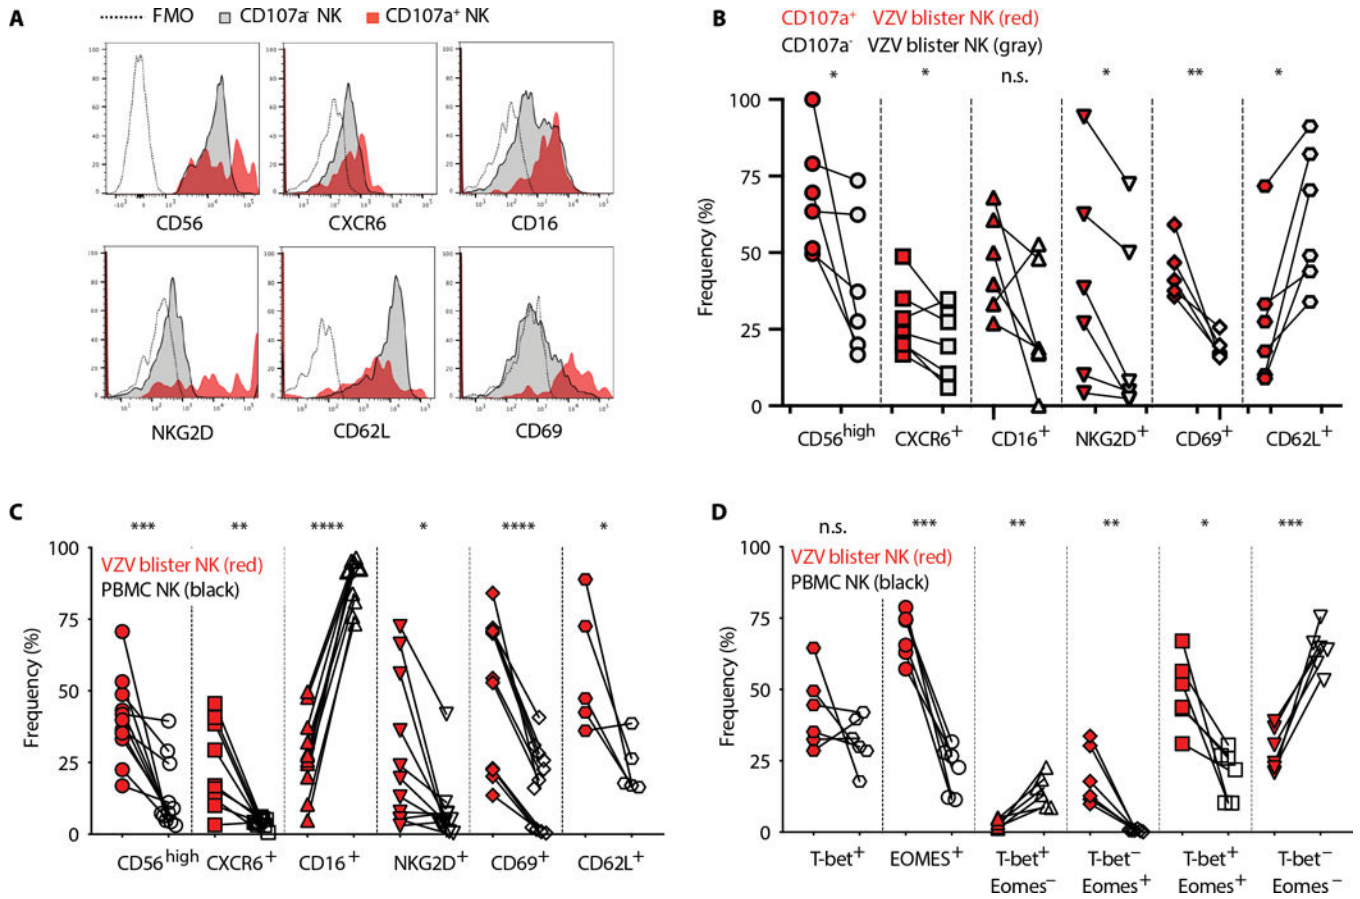 A
FMO CD107a⁻ NK CD107a⁺ NK
CD56 CXCR6 CD16
NKG2D CD62L CD69
B
CD107a⁺ VZV blister NK (red)
CD107a⁻ VZV blister NK (gray)
* * n.s. * ** *
Frequency (%)
100
75
50
25
0
CD56ʰⁱᵍʰ CXCR6⁺ CD16⁺ NKG2D⁺ CD69⁺ CD62L⁺
C
*** ** **** * **** *
VZV blister NK (red)
PBMC NK (black)
Frequency (%)
100
75
50
25
0
CD56ʰⁱᵍʰ CXCR6⁺ CD16⁺ NKG2D⁺ CD69⁺ CD62L⁺
D
n.s. *** ** ** * ***
VZV blister NK (red)
PBMC NK (black)
Frequency (%)
100
75
50
25
0
T-bet⁺ EOMES⁺ T-bet⁺ T-bet⁻ T-bet⁺ T-bet⁻
Eomes⁻ Eomes⁺ Eomes⁺ Eomes⁻